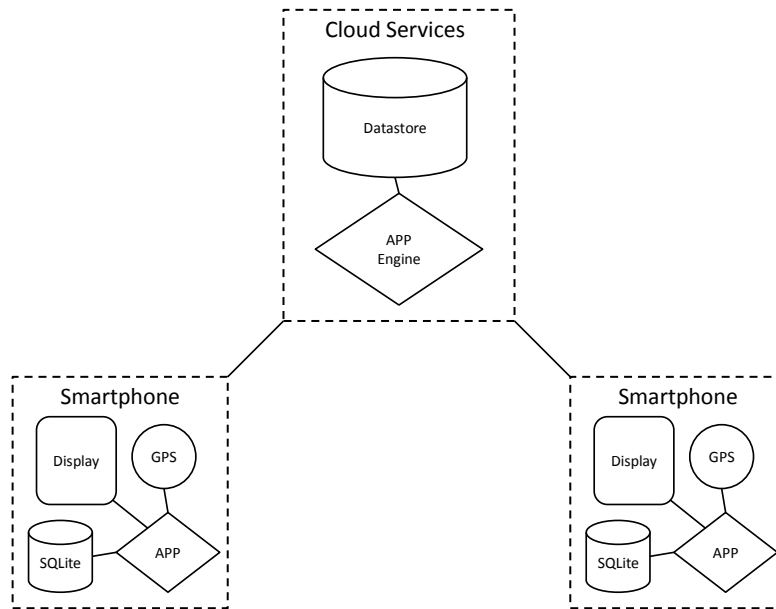 Cloud Services
Datastore
APP
Engine
Smartphone
Display
GPS
SQLite
APP
Smartphone
Display
GPS
SQLite
APP